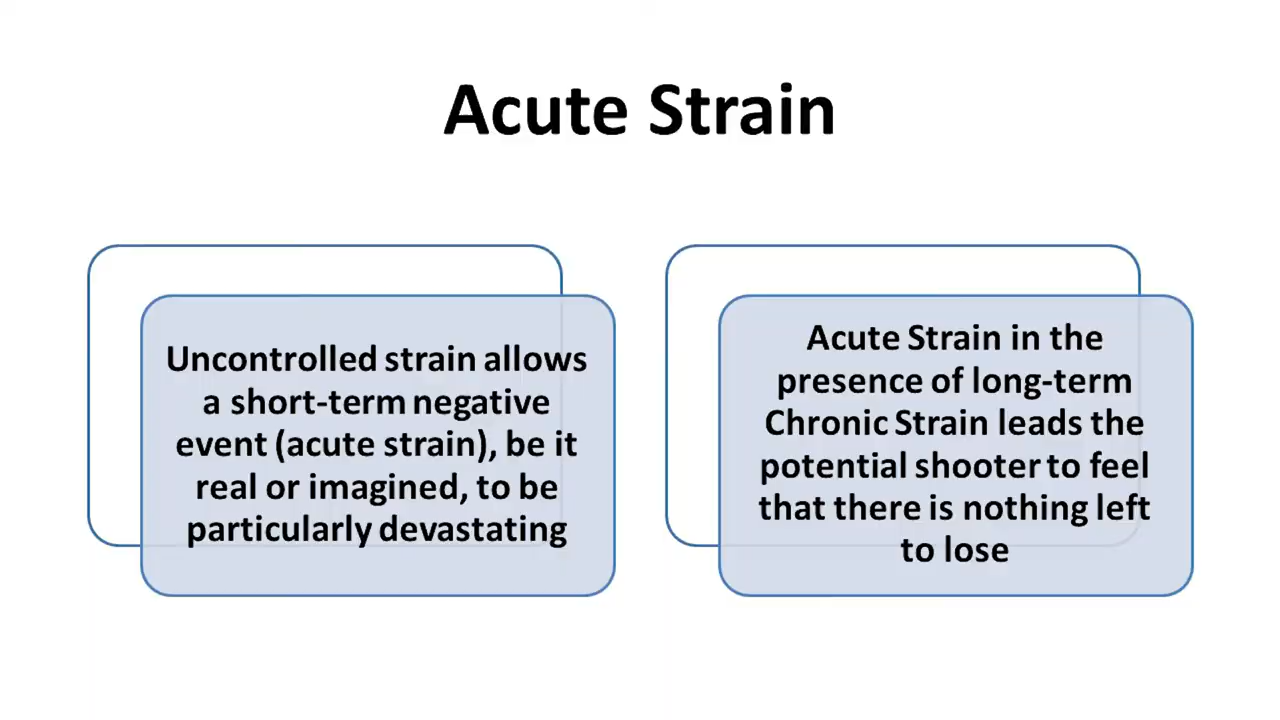 Acute Strain
Uncontrolled strain allows
a short-term negative
event (acute strain), be it
real or imagined, to be
particularly devastating
Acute Strain in the
presence of long-term
Chronic Strain leads the
potential shooter to feel
that there is nothing left
to lose